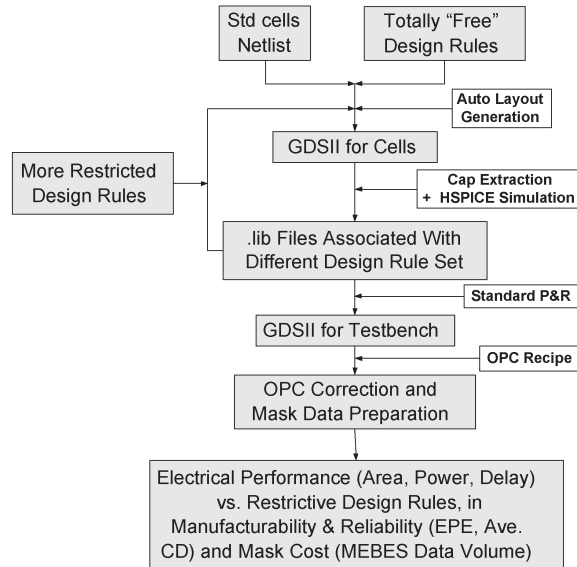 Std cells
Netlist
Totally “Free”
Design Rules
Auto Layout
Generation
GDSII for Cells
More Restricted
Design Rules
Cap Extraction
+ HSPICE Simulation
.lib Files Associated With
Different Design Rule Set
Standard P&R
GDSII for Testbench
OPC Recipe
OPC Correction and
Mask Data Preparation
Electrical Performance (Area, Power, Delay)
vs. Restrictive Design Rules, in
Manufacturability & Reliability (EPE, Ave.
CD) and Mask Cost (MEBES Data Volume)